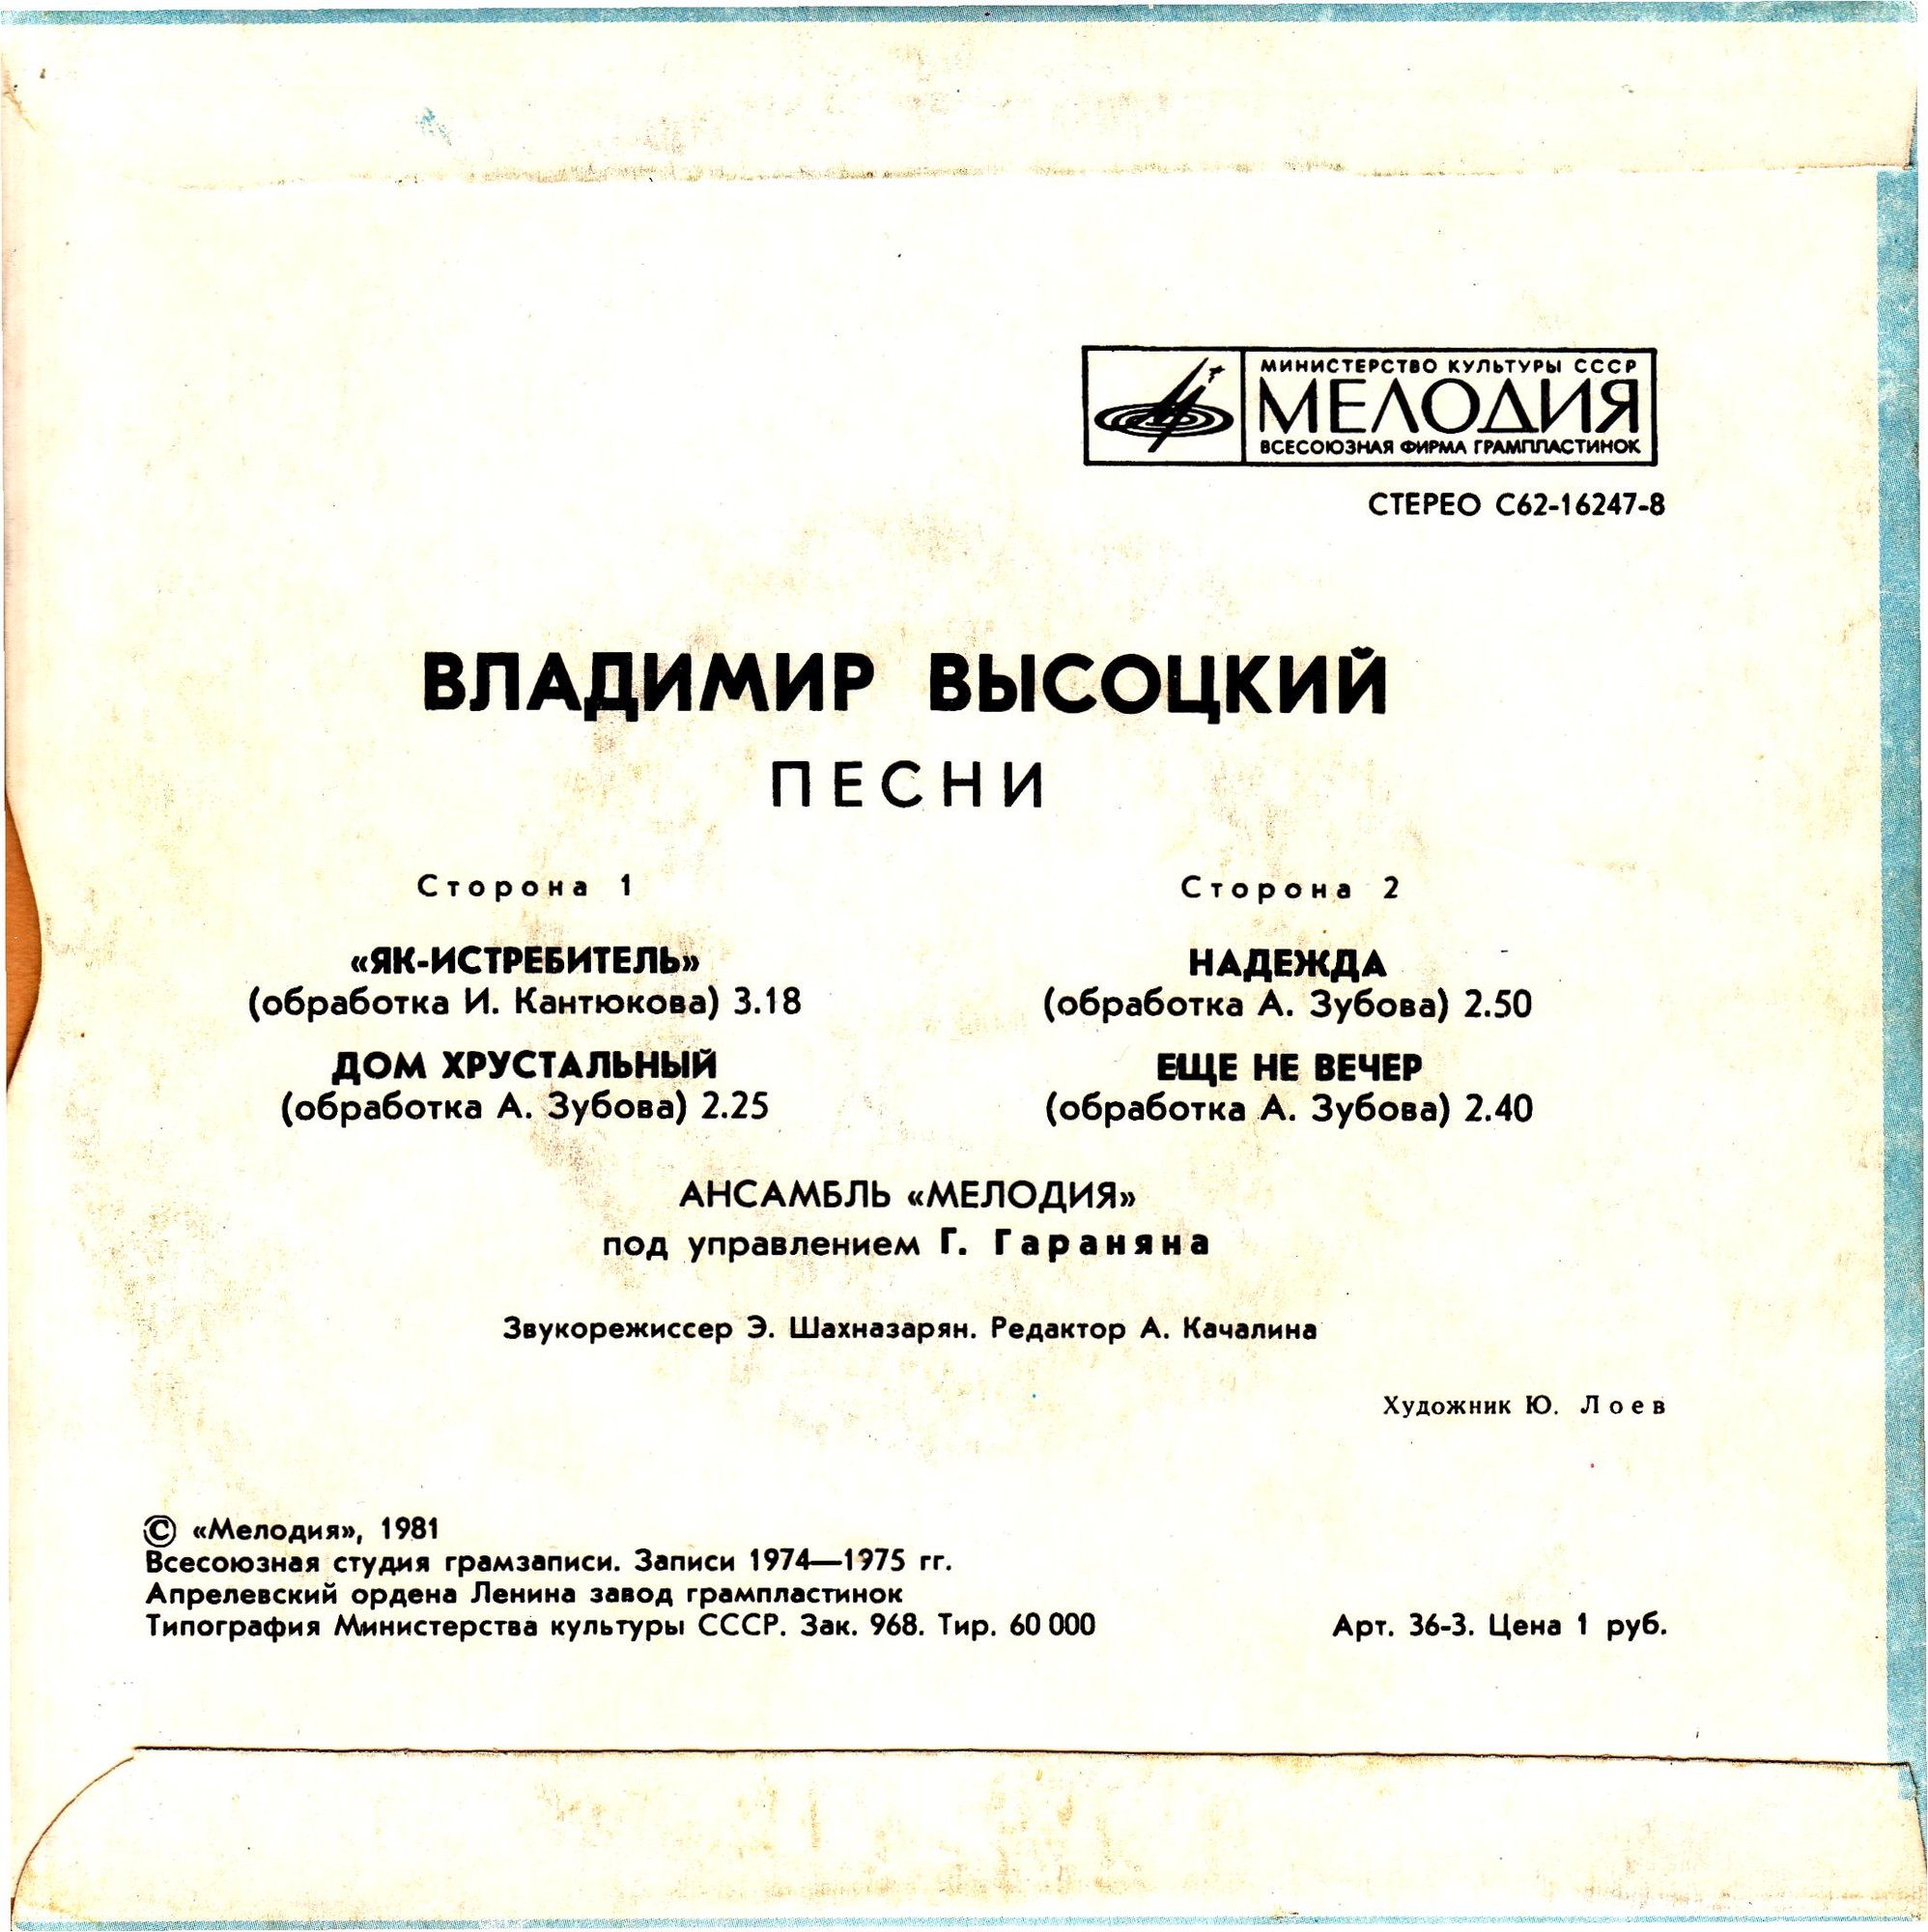 МИНИСТЕРСТВО КУЛЬТУРЫ СССР
МЕЛОДИЯ
ВСЕСОЮЗНАЯ ФИРМА ГРАМПЛАСТИНОК
СТЕРЕО С62-16247-8
ВЛАДИМИР ВЫСОЦКИЙ
ПЕСНИ
Сторона 1
«ЯК-ИСТРЕБИТЕЛЬ»
(обработка И. Кантюкова) 3.18
ДОМ ХРУСТАЛЬНЫЙ
(обработка А. Зубова) 2.25
Сторона 2
НАДЕЖДА
(обработка А. Зубова) 2.50
ЕЩЕ НЕ ВЕЧЕР
(обработка А. Зубова) 2.40
АНСАМБЛЬ «МЕЛОДИЯ»
под управлением Г. Гараняна
Звукорежиссер Э. Шахназарян. Редактор А. Качалина
Художник Ю. Лоев
© «Мелодия», 1981
Всесоюзная студия грамзаписи. Записи 1974—1975 гг.
Апрелевский ордена Ленина завод грампластинок
Типография Министерства культуры СССР. Зак. 968. Тир. 60 000
Арт. 36-3. Цена 1 руб.